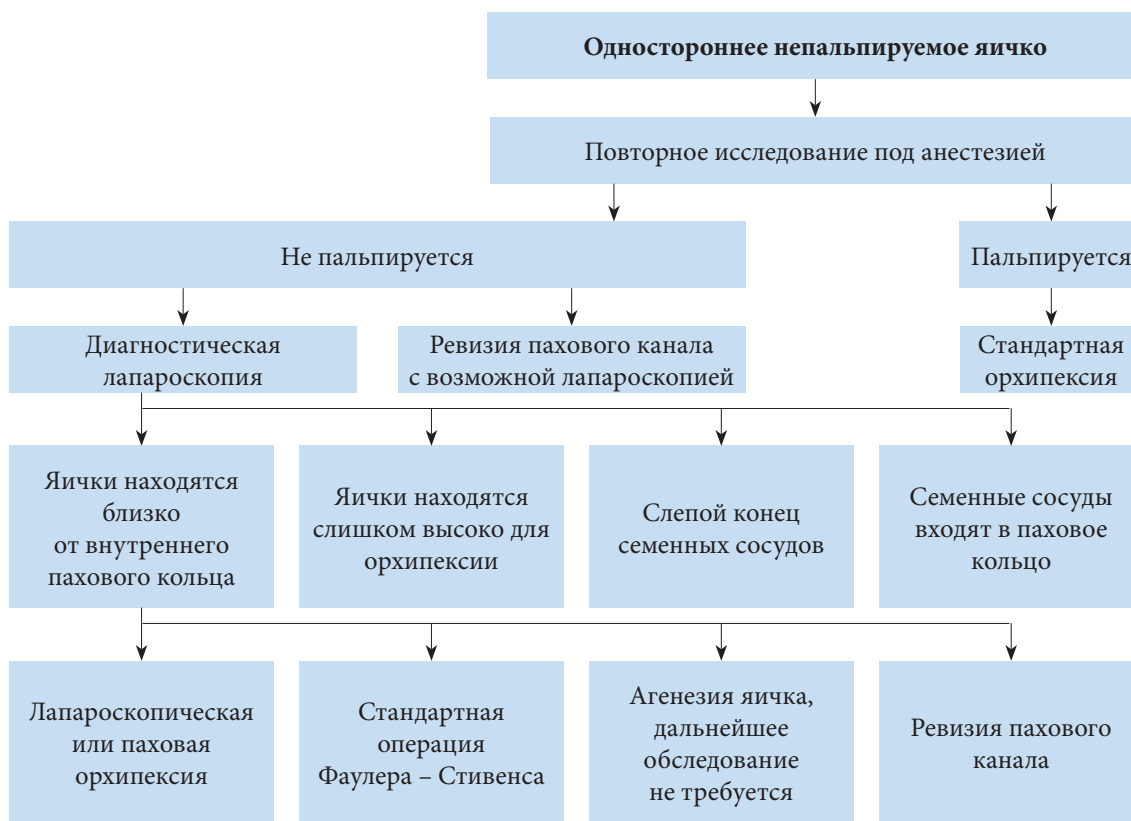 Одностороннее непальпируемое яичко
Повторное исследование под анестезией
Не пальпируется
Пальпируется
Диагностическая
лапароскопия
Ревизия пахового канала
с возможной лапароскопией
Стандартная
орхипексия
Яички находятся
близко
от внутреннего
пахового кольца
Яички находятся
слишком высоко для
орхипексии
Слепой конец
семенных сосудов
Семенные сосуды
входят в паховое
кольцо
Лапароскопическая
или паховая
орхипексия
Стандартная
операция
Фаулера – Стивенса
Агенезия яичка,
дальнейшее
обследование
не требуется
Ревизия пахового
канала